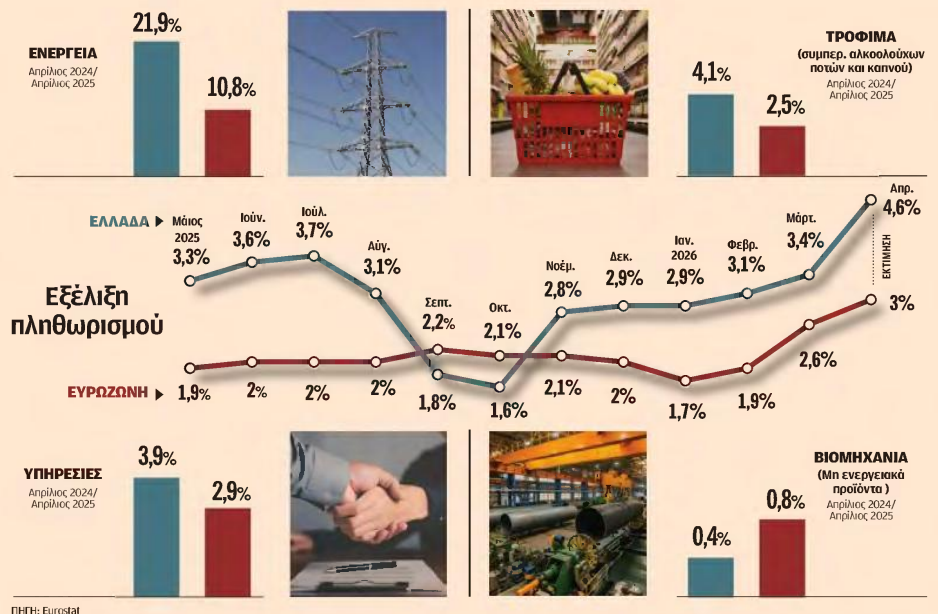 ΕΝΕΡΓΕΙΑ
Απρίλιος 2024/
Απρίλιος 2025
21,9%
10,8%
ΤΡΟΦΙΜΑ
(συμπερ. αλκοολούχων
ποτών και καπνού)
Απρίλιος 2024/
Απρίλιος 2025
4,1%
2,5%
Εξέλιξη
πληθωρισμού
ΕΛΛΑΔΑ
Μάιος
2025
3,3%
Ιούν.
3,6%
Ιούλ.
3,7%
Αύγ.
3,1%
Σεπτ.
2,2%
Οκτ.
2,1%
Νοέμ.
2,8%
Δεκ.
2,9%
Ιαν.
2026
2,9%
Φεβρ.
3,1%
Μάρτ.
3,4%
Απρ.
4,6%
ΕΚΤΙΜΗΣΗ
3%
ΕΥΡΩΖΩΝΗ
1,9%
2%
2%
2%
1,8%
1,6%
2,1%
2%
1,7%
1,9%
2,6%
ΥΠΗΡΕΣΙΕΣ
Απρίλιος 2024/
Απρίλιος 2025
3,9%
2,9%
ΒΙΟΜΗΧΑΝΙΑ
(Μη ενεργειακά
προϊόντα )
Απρίλιος 2024/
Απρίλιος 2025
0,4%
0,8%
ΠΗΓΗ: Eurostat